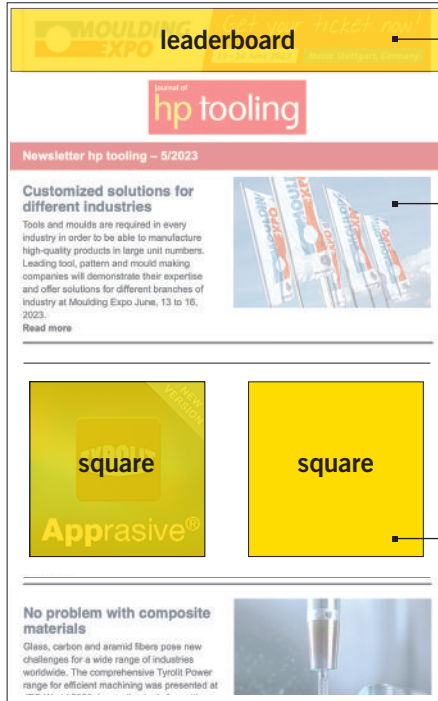 MOULDING
EXPO
Get your ticket now!
leaderboard
Messe Stuttgart, Germany
journal of
hp tooling
Newsletter hp tooling – 5/2023
Customized solutions for
different industries
Tools and moulds are required in every
industry in order to be able to manufacture
high-quality products in large unit numbers.
Leading tool, pattern and mould making
companies will demonstrate their expertise
and offer solutions for different branches of
industry at Moulding Expo June, 13 to 16,
2023.
Read more
MOULDING
EXPO
NEW
VERSION
square
Apprasive®
square
No problem with composite
materials
Glass, carbon and aramid fibers pose new
challenges for a wide range of industries
worldwide. The comprehensive Tyrolit Power
range for efficient machining was presented at